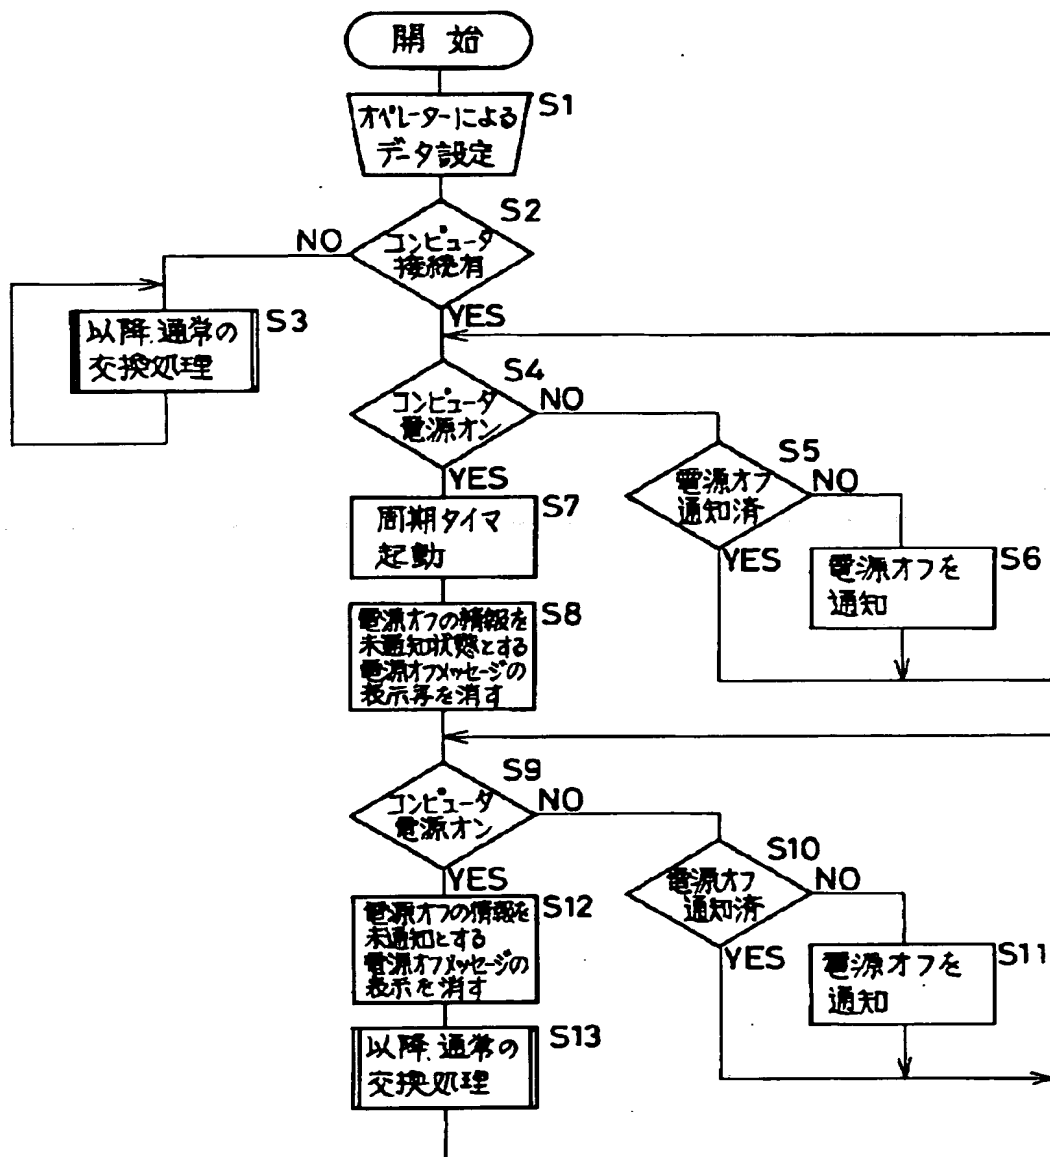 開始
S1
オペレーターによる
データ設定
S2
コンピュータ
接続有
NO
YES
S3
以降、通常の
交換処理
S4
コンピュータ
電源オン
NO
YES
S5
電源オフ
通知済
NO
YES
S6
電源オフを
通知
S7
周期タイマ
起動
S8
電源オフの情報を
未通知状態とする
電源オフメッセージの
表示等を消す
S9
コンピュータ
電源オン
NO
YES
S10
電源オフ
通知済
NO
YES
S11
電源オフを
通知
S12
電源オフの情報を
未通知とする
電源オフメッセージの
表示を消す
S13
以降、通常の
交換処理